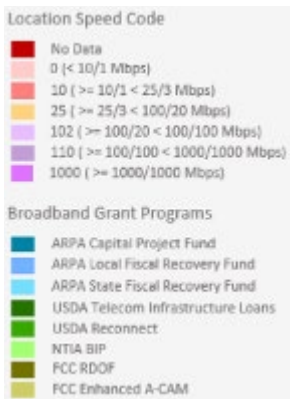 Location Speed Code
No Data
0 (< 10/1 Mbps)
10 ( >= 10/1 < 25/3 Mbps)
25 ( >= 25/3 < 100/20 Mbps)
102 ( >= 100/20 < 100/100 Mbps)
110 ( >= 100/100 < 1000/1000 Mbps)
1000 ( >= 1000/1000 Mbps)
Broadband Grant Programs
ARPA Capital Project Fund
ARPA Local Fiscal Recovery Fund
ARPA State Fiscal Recovery Fund
USDA Telecom Infrastructure Loans
USDA Reconnect
NTIA BIP
FCC RDOF
FCC Enhanced A-CAM